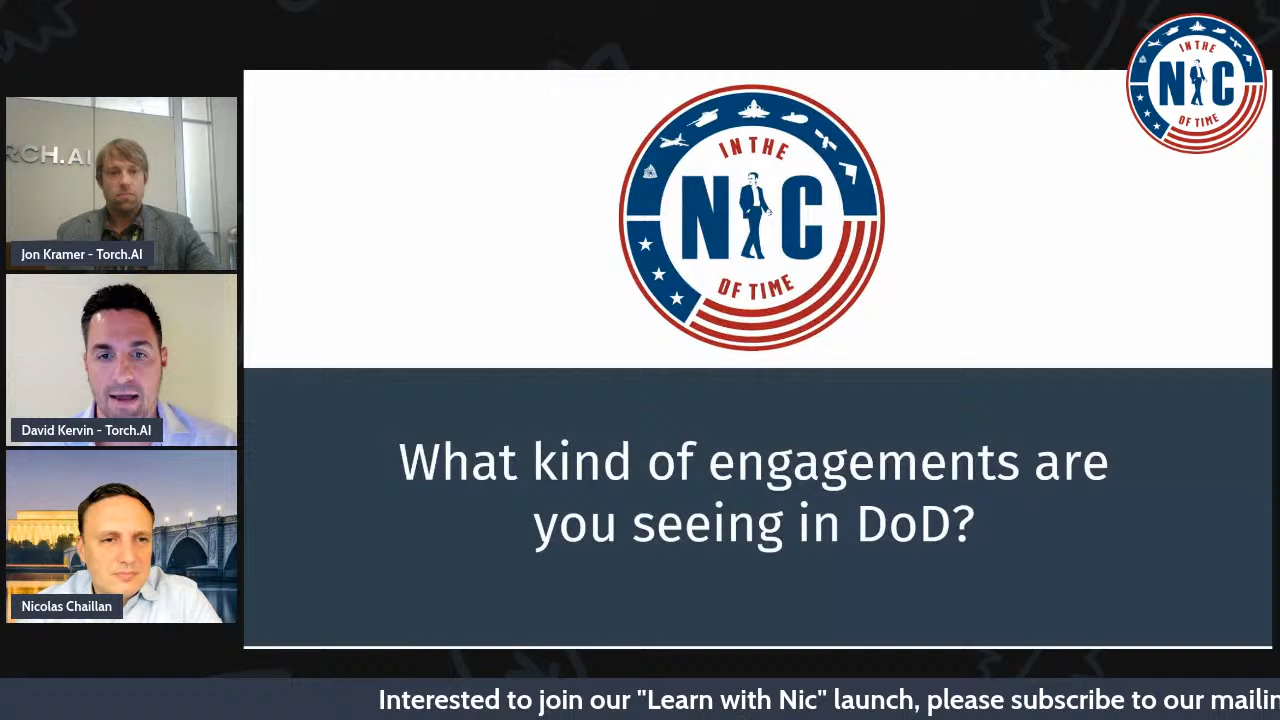 IN THE
NIC
OF TIME
IN THE
NIC
OF TIME
RCH.AI
Jon Kramer - Torch.AI
David Kervin - Torch.AI
Nicolas Chaillan
What kind of engagements are
you seeing in DoD?
Interested to join our "Learn with Nic" launch, please subscribe to our mailin